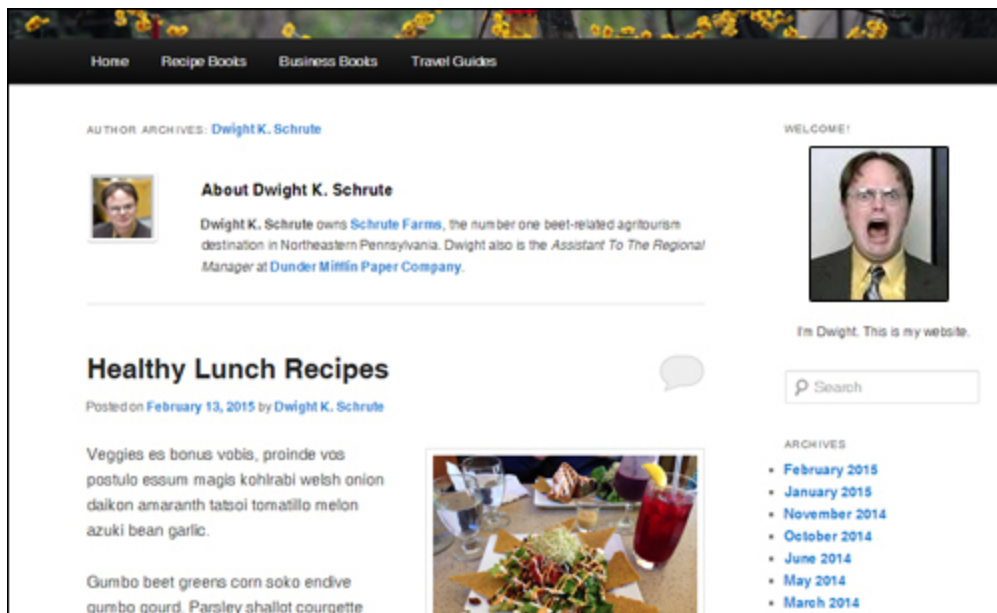 Home Recipe Books Business Books Travel Guides
AUTHOR ARCHIVES: Dwight K. Schrute
About Dwight K. Schrute
Dwight K. Schrute owns Schrute Farms, the number one beet-related agritourism
destination in Northeastern Pennsylvania. Dwight also is the Assistant To The Regional
Manager at Dunder Mifflin Paper Company.
Healthy Lunch Recipes
Posted on February 13, 2015 by Dwight K. Schrute
Veggies es bonus vobis, proinde vos
postulo essum magis kohlrabi welsh onion
daikon amaranth tatsoi tomatillo melon
azuki bean garlic.
Gumbo beet greens corn soko endive
gumbo gourd. Parsley shallot courgette
WELCOME!
I'm Dwight. This is my website.
Search
ARCHIVES
February 2015
January 2015
November 2014
October 2014
June 2014
May 2014
March 2014